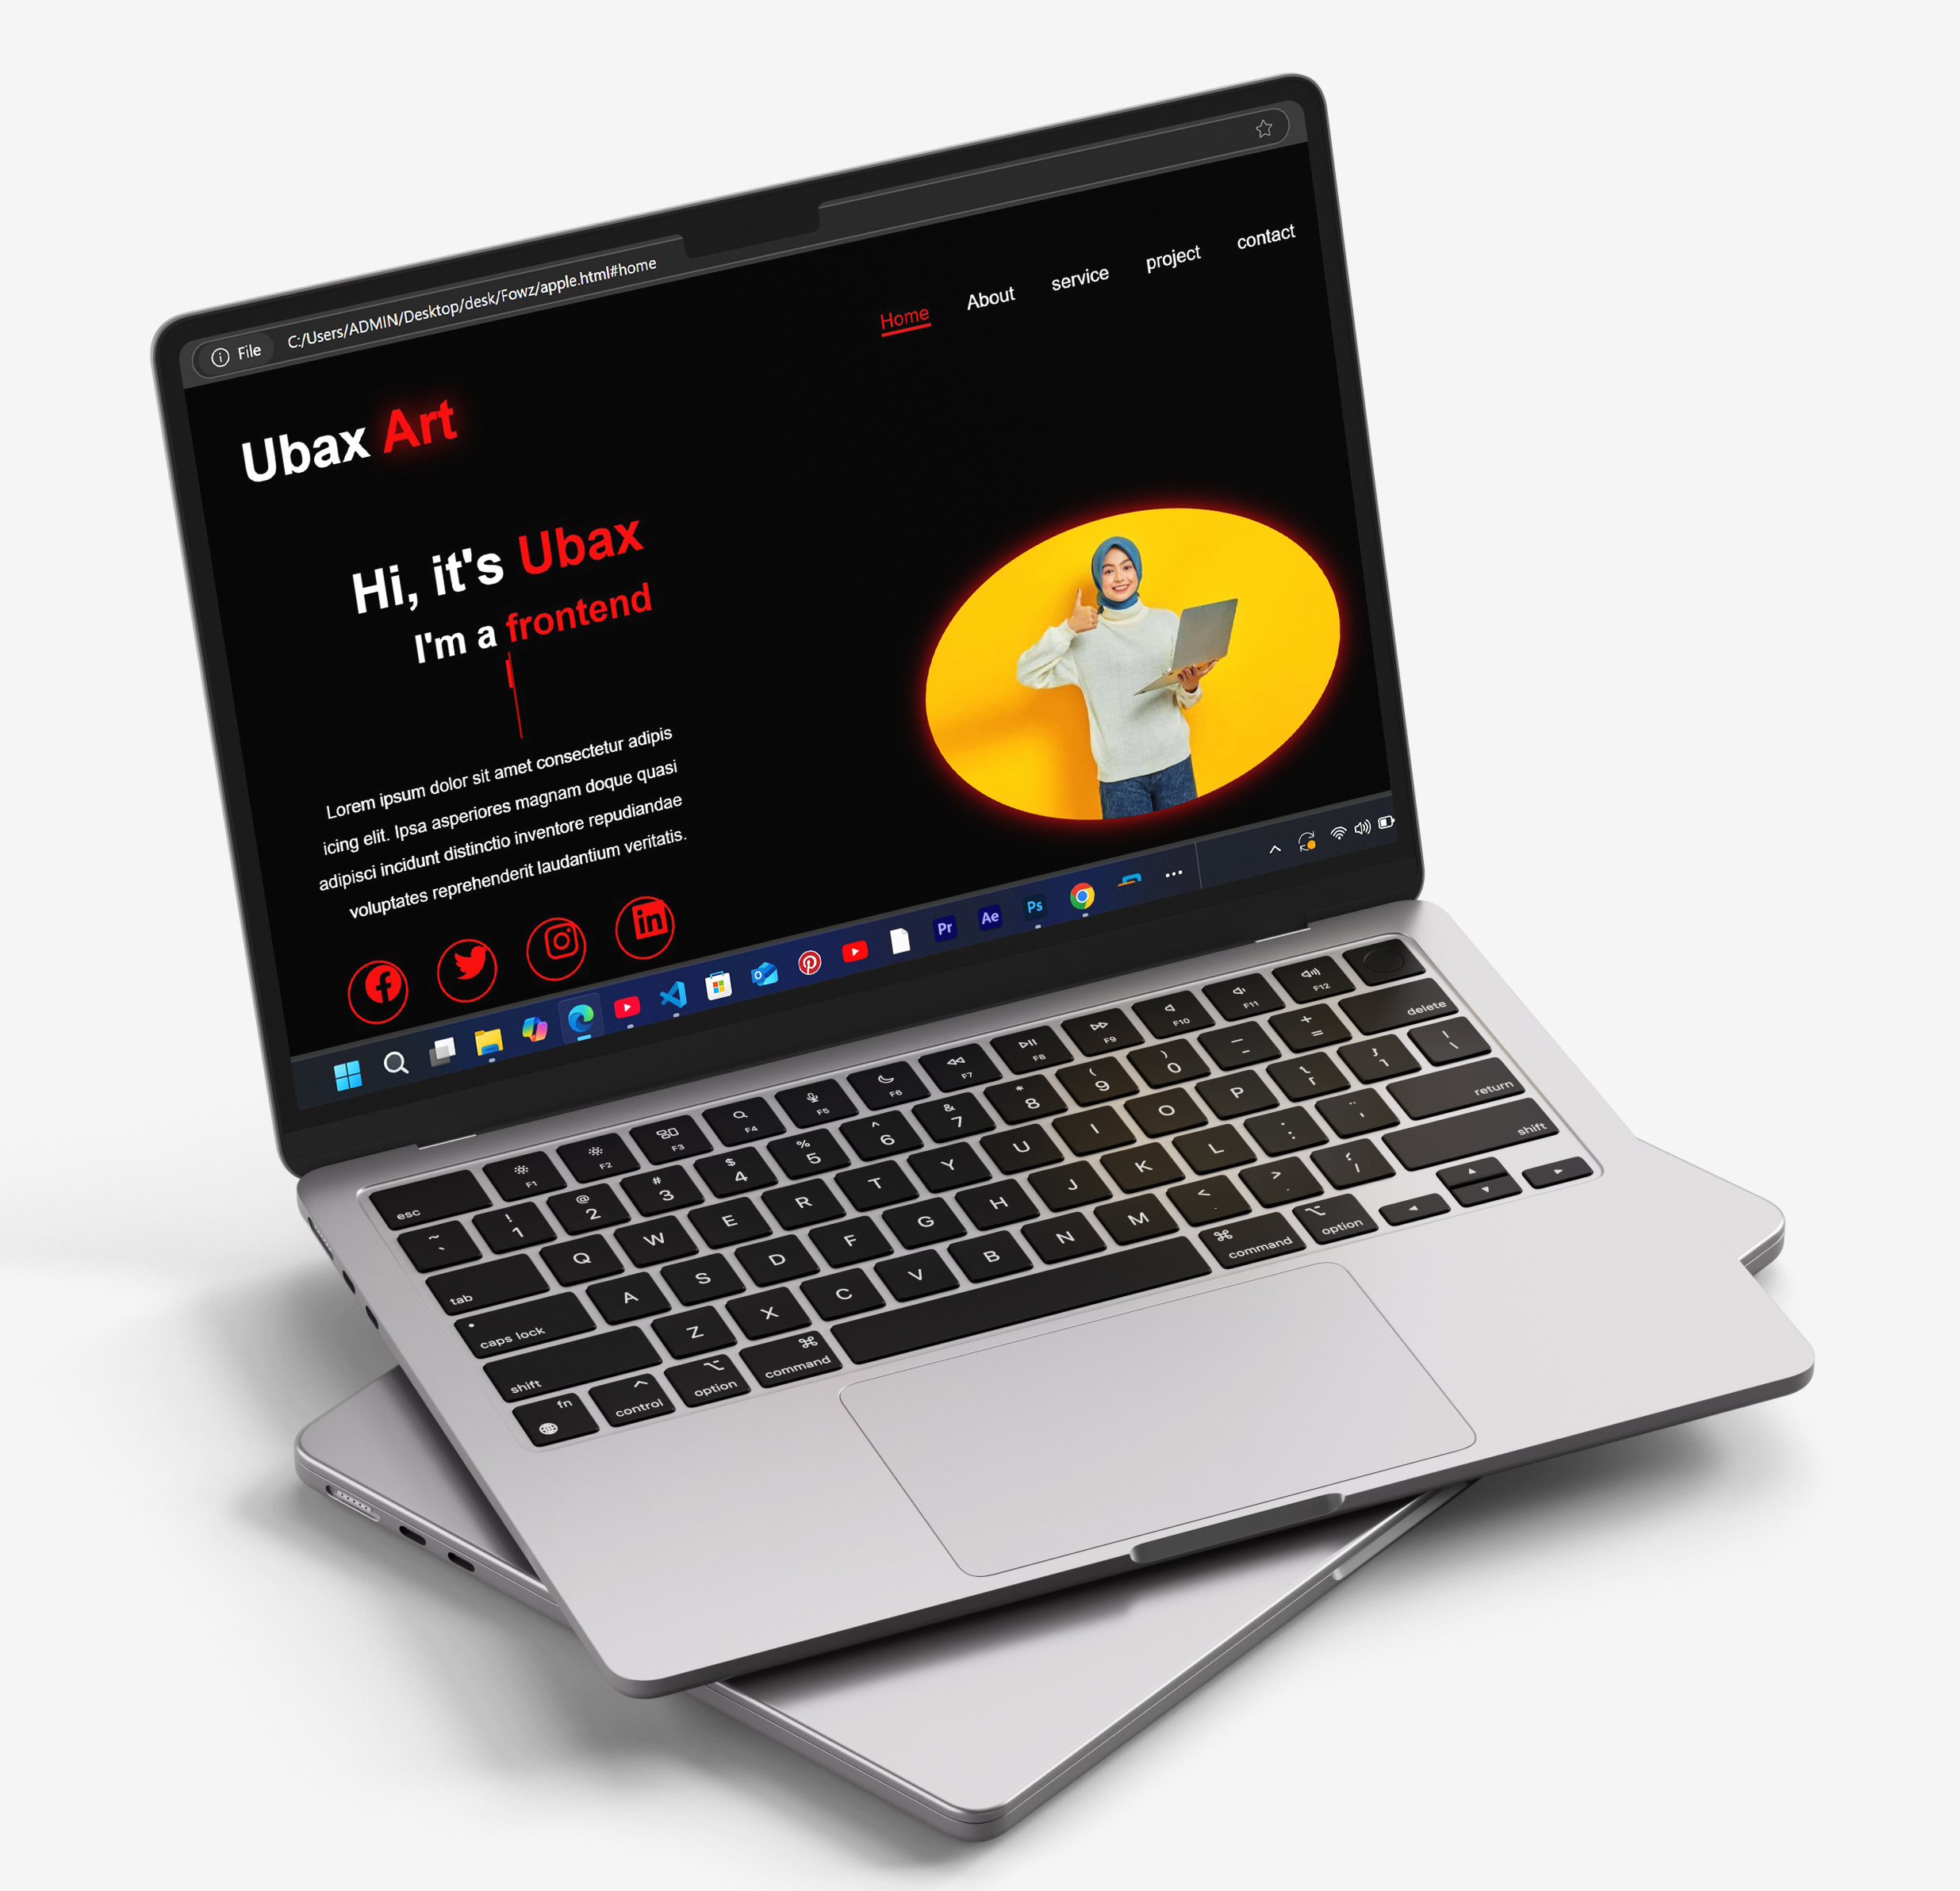 File C:/Users/ADMIN/Desktop/desk/Fowz/apple.html#home
Home About service project contact
Ubax Art
Hi, it's Ubax
I'm a frontend
Lorem ipsum dolor sit amet consectetur adipis
icing elit. Ipsa asperiores magnam doque quasi
adipisci incidunt distinctio inventore repudiandae
voluptates reprehenderit laudantium veritatis.
in
Pr Ae Ps
esc F1 F2 F3 F4 F5 F6 F7 F8 F9 F10 F11 F12
~ ` ! 1 @ 2 # 3 $ 4 % 5 ^ 6 & 7 * 8 ( 9 ) 0 _ - + = delete
tab Q W E R T Y U I O P
caps lock A S D F G H J K L : ; return
shift Z X C V B N M < > shift
fn control option command command option